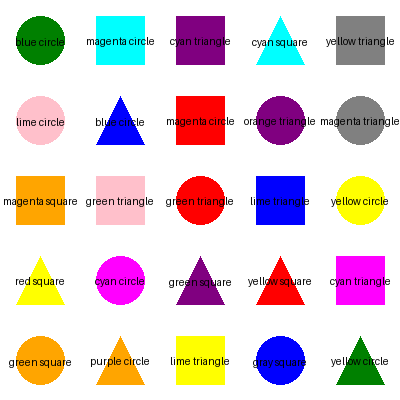 blue circle magenta circle cyan triangle cyan square yellow triangle
lime circle blue circle magenta circle orange triangle magenta triangle
magenta square green triangle green triangle lime triangle yellow circle
red square cyan circle green square yellow square cyan triangle
green square purple circle lime triangle gray square yellow circle